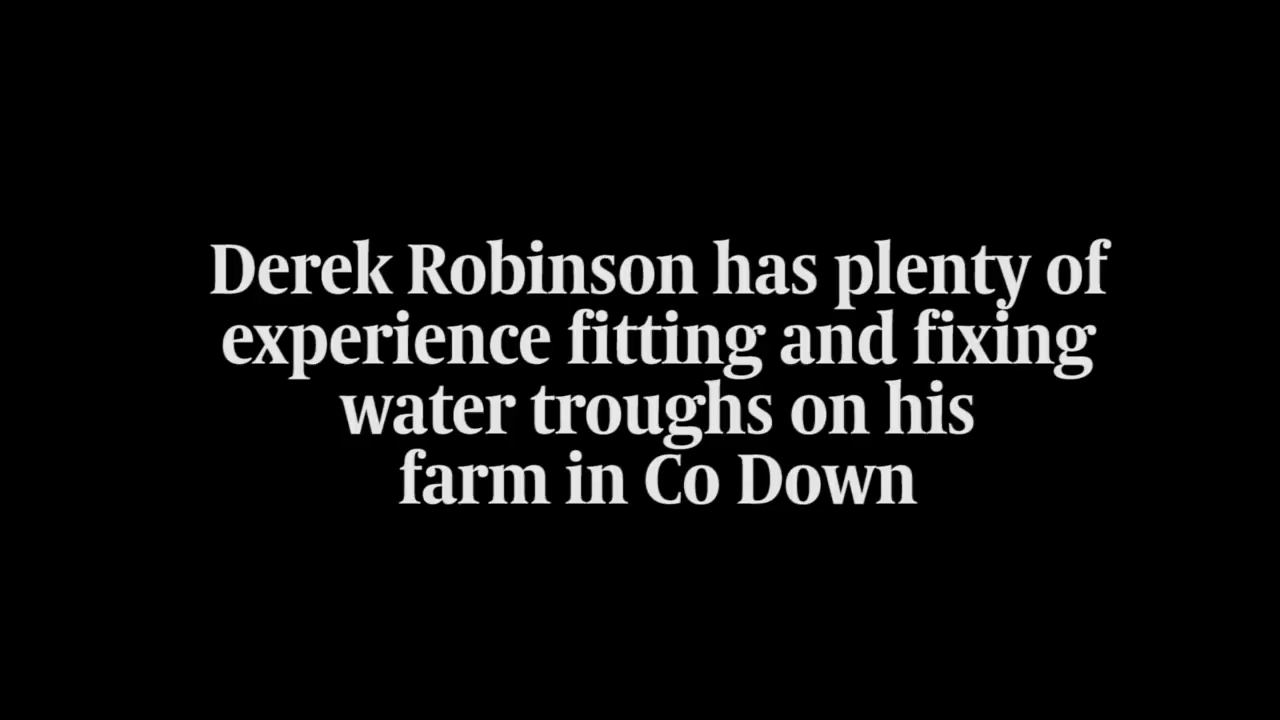 Derek Robinson has plenty of
experience fitting and fixing
water troughs on his
farm in Co Down